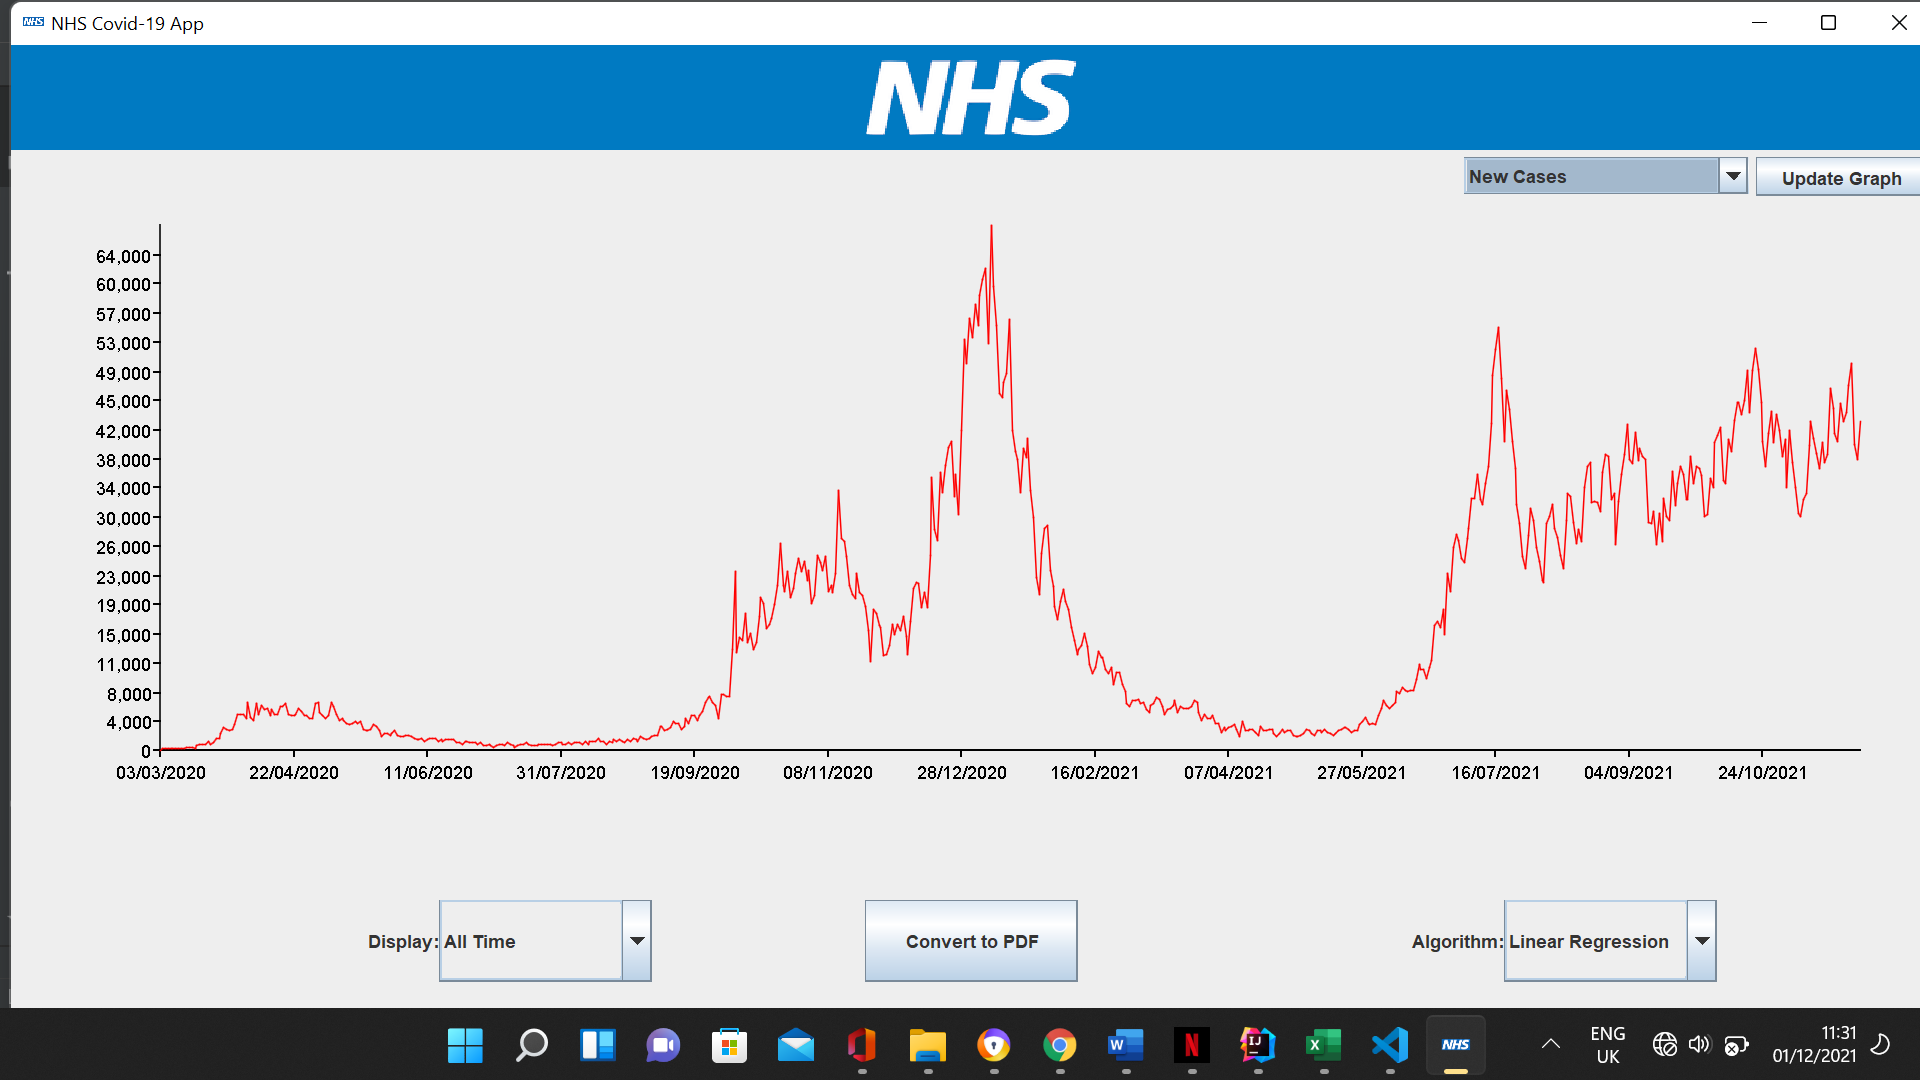 NHS NHS Covid-19 App
NHS
New Cases
Update Graph
64,000
60,000
57,000
53,000
49,000
45,000
42,000
38,000
34,000
30,000
26,000
23,000
19,000
15,000
11,000
8,000
4,000
0
03/03/2020 22/04/2020 11/06/2020 31/07/2020 19/09/2020 08/11/2020 28/12/2020 16/02/2021 07/04/2021 27/05/2021 16/07/2021 04/09/2021 24/10/2021
Display: All Time
Convert to PDF
Algorithm: Linear Regression
W
N
IJ
X
NHS
ENG
UK
11:31
01/12/2021